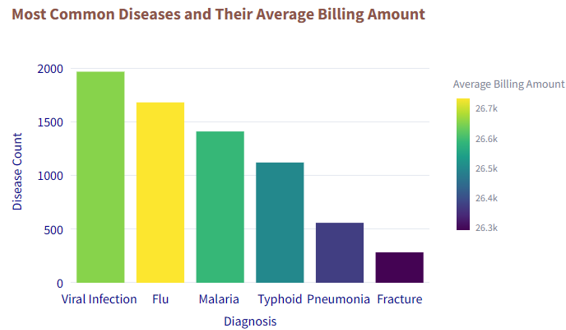 Most Common Diseases and Their Average Billing Amount
Disease Count
2000
1500
1000
500
0
Viral Infection Flu Malaria Typhoid Pneumonia Fracture
Diagnosis
Average Billing Amount
26.7k
26.6k
26.5k
26.4k
26.3k